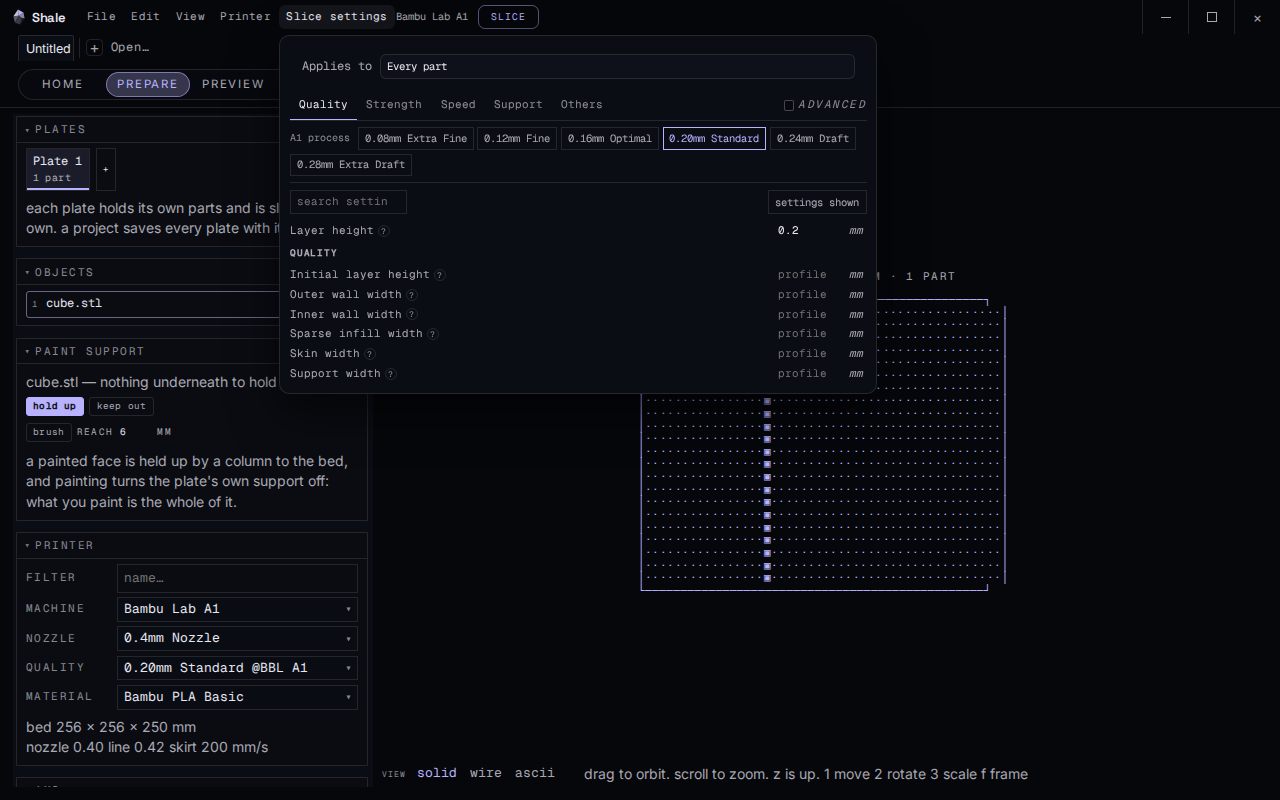 Shale File Edit View Printer Slice settings Bambu Lab A1 SLICE
Untitled + Open…
HOME PREPARE PREVIEW
Applies to Every part
Quality Strength Speed Support Others ADVANCED
A1 process 0.08mm Extra Fine 0.12mm Fine 0.16mm Optimal 0.20mm Standard 0.24mm Draft
0.28mm Extra Draft
search settin settings shown
Layer height ? 0.2 mm
QUALITY
Initial layer height ? profile mm
Outer wall width ? profile mm
Inner wall width ? profile mm
Sparse infill width ? profile mm
Skin width ? profile mm
Support width ? profile mm
PLATES
Plate 1
1 part
+
each plate holds its own parts and is sl
own. a project saves every plate with it
OBJECTS
1 cube.stl
PAINT SUPPORT
cube.stl — nothing underneath to hold
hold up keep out
brush REACH 6 MM
a painted face is held up by a column to the bed,
and painting turns the plate's own support off:
what you paint is the whole of it.
PRINTER
FILTER name…
MACHINE Bambu Lab A1
NOZZLE 0.4mm Nozzle
QUALITY 0.20mm Standard @BBL A1
MATERIAL Bambu PLA Basic
bed 256 × 256 × 250 mm
nozzle 0.40 line 0.42 skirt 200 mm/s
M · 1 PART
VIEW solid wire ascii drag to orbit. scroll to zoom. z is up. 1 move 2 rotate 3 scale f frame